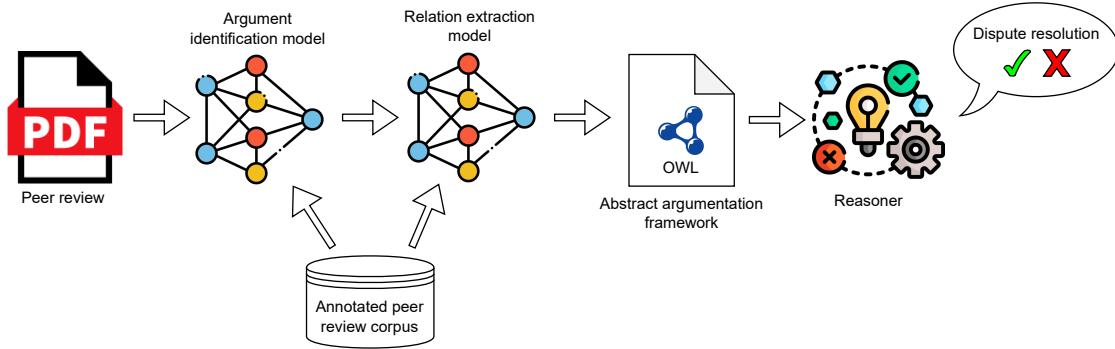 Argument
identification model
Relation extraction
model
Dispute resolution
PDF
OWL
Peer review
Abstract argumentation
framework
Reasoner
Annotated peer
review corpus